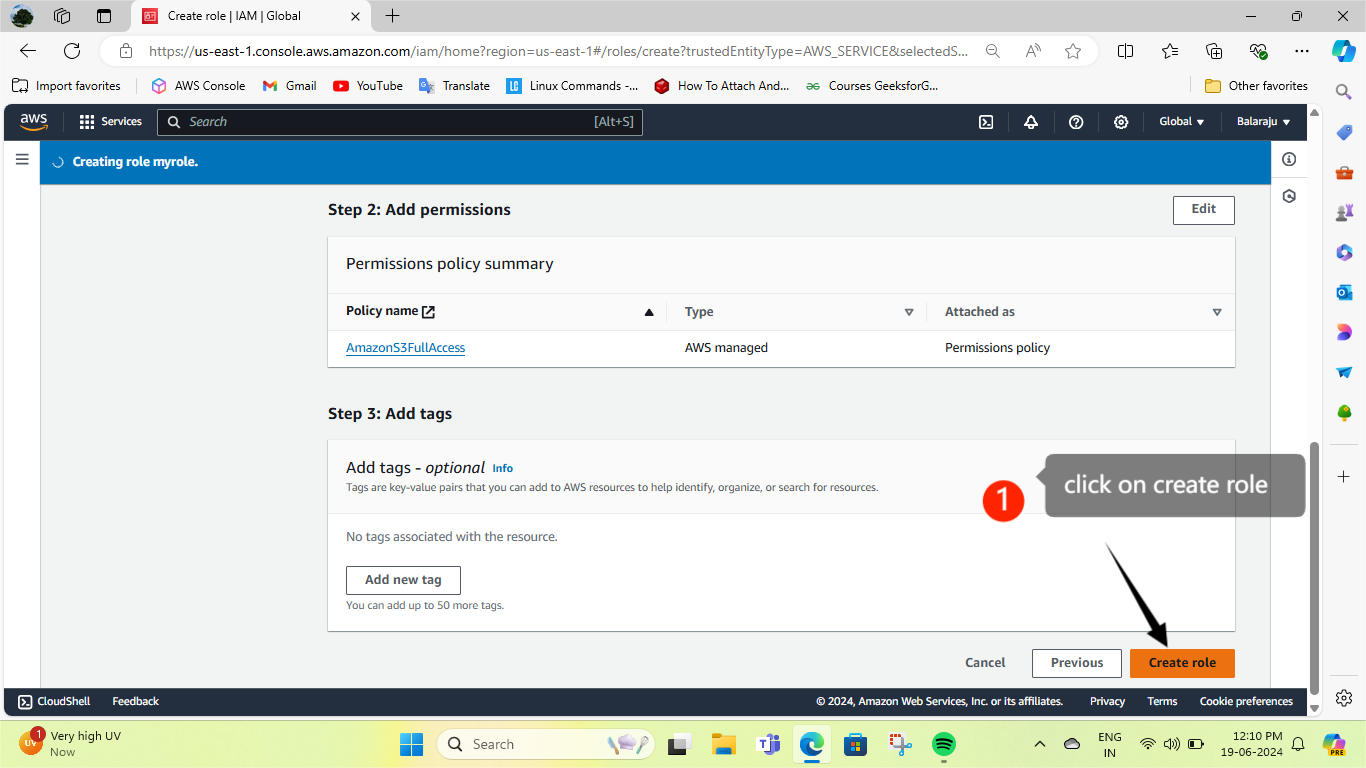 Create role | IAM | Global
https://us-east-1.console.aws.amazon.com/iam/home?region=us-east-1#/roles/create?trustedEntityType=AWS_SERVICE&selectedS...
Import favorites
AWS Console
Gmail
YouTube
Translate
Linux Commands -...
How To Attach And...
Courses GeeksforG...
Other favorites
aws
Services
Search
[Alt+S]
Global
Balaraju
Creating role myrole.
Step 2: Add permissions
Edit
Permissions policy summary
Policy name
Type
Attached as
AmazonS3FullAccess
AWS managed
Permissions policy
Step 3: Add tags
Add tags - optional Info
Tags are key-value pairs that you can add to AWS resources to help identify, organize, or search for resources.
1
click on create role
No tags associated with the resource.
Add new tag
You can add up to 50 more tags.
Cancel
Previous
Create role
CloudShell
Feedback
© 2024, Amazon Web Services, Inc. or its affiliates.
Privacy
Terms
Cookie preferences
UV
1
Very high UV
Now
Search
ENG
IN
12:10 PM
19-06-2024
PRE